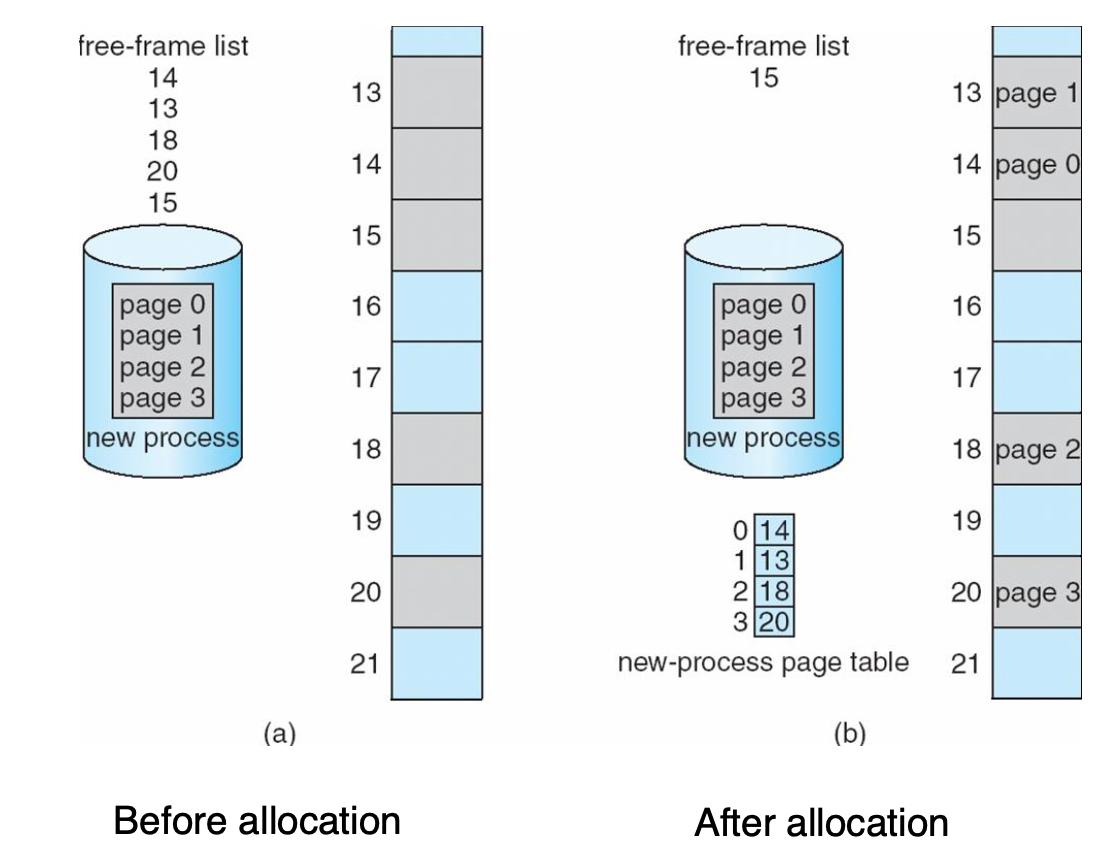 free-frame list
14
13
18
20
15
page 0
page 1
page 2
page 3
new process
13
14
15
16
17
18
19
20
21
(a)
Before allocation
free-frame list
15
page 0
page 1
page 2
page 3
new process
0 14
1 13
2 18
3 20
new-process page table
13 page 1
14 page 0
15
16
17
18 page 2
19
20 page 3
21
(b)
After allocation